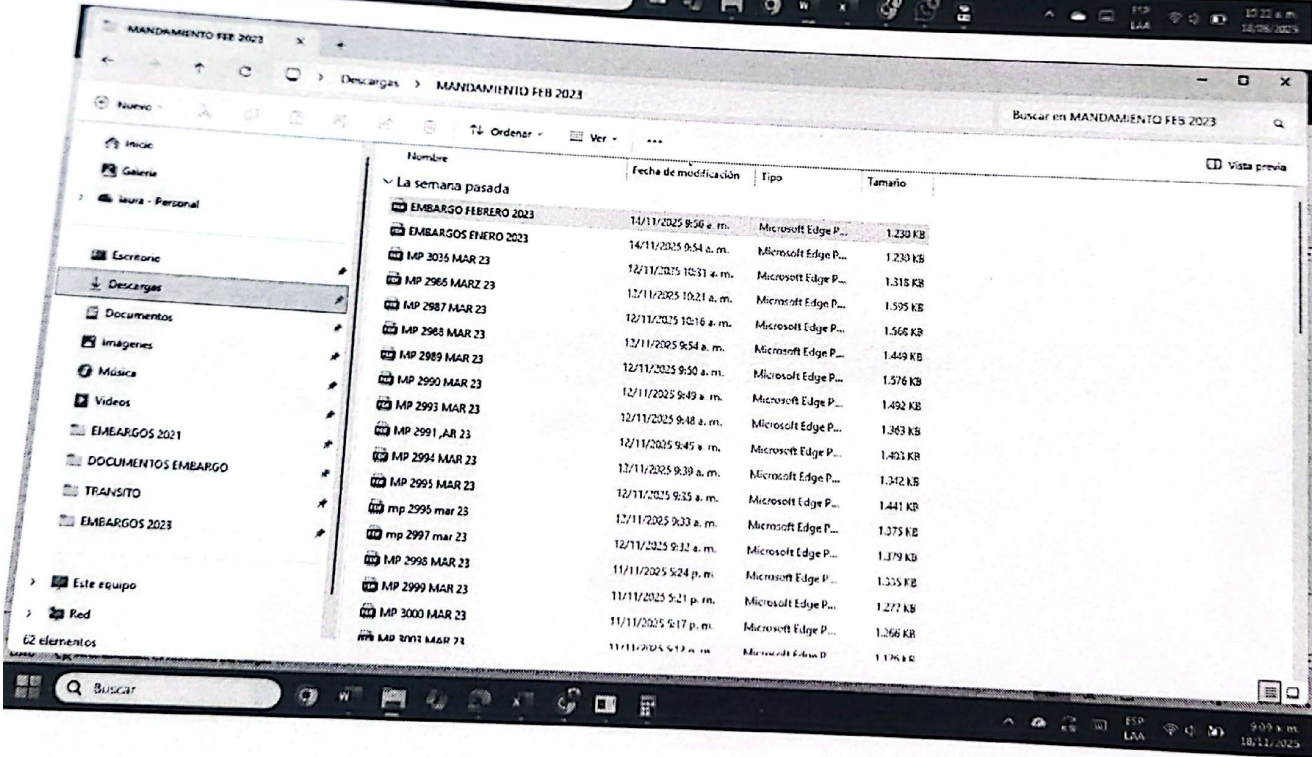 ESP
LAA
10:22 a. m.
MANDAMIENTO FEB 2023
Descargas > MANDAMIENTO FEB 2023
Buscar en MANDAMIENTO FEB 2023
Nuevo
Ordenar
Ver
...
Vista previa
Nombre Fecha de modificación Tipo Tamaño
La semana pasada
EMBARGO FEBRERO 2023 14/11/2025 9:56 a. m. Microsoft Edge P... 1.230 KB
EMBARGOS ENERO 2023 14/11/2025 9:54 a. m. Microsoft Edge P... 1.230 KB
MP 3036 MAR 23 12/11/2025 10:31 a. m. Microsoft Edge P... 1.318 KB
MP 2986 MARZ 23 12/11/2025 10:21 a. m. Microsoft Edge P... 1.595 KB
MP 2987 MAR 23 12/11/2025 10:16 a. m. Microsoft Edge P... 1.566 KB
MP 2988 MAR 23 12/11/2025 9:54 a. m. Microsoft Edge P... 1.449 KB
MP 2989 MAR 23 12/11/2025 9:50 a. m. Microsoft Edge P... 1.576 KB
MP 2990 MAR 23 12/11/2025 9:49 a. m. Microsoft Edge P... 1.492 KB
MP 2993 MAR 23 12/11/2025 9:48 a. m. Microsoft Edge P... 1.363 KB
MP 2991 ,AR 23 12/11/2025 9:45 a. m. Microsoft Edge P... 1.403 KB
MP 2994 MAR 23 12/11/2025 9:39 a. m. Microsoft Edge P... 1.342 KB
MP 2995 MAR 23 12/11/2025 9:35 a. m. Microsoft Edge P... 1.441 KB
mp 2996 mar 23 12/11/2025 9:33 a. m. Microsoft Edge P... 1.375 KB
mp 2997 mar 23 12/11/2025 9:32 a. m. Microsoft Edge P... 1.379 KB
MP 2998 MAR 23 11/11/2025 5:24 p. m. Microsoft Edge P... 1.335 KB
MP 2999 MAR 23 11/11/2025 5:21 p. m. Microsoft Edge P... 1.277 KB
MP 3000 MAR 23 11/11/2025 5:17 p. m. Microsoft Edge P... 1.266 KB
MP 3003 MAR 23 11/11/2025 Microsoft Edge P
Inicio
Galería
laura - Personal
Escritorio
Descargas
Documentos
Imágenes
Música
Videos
EMBARGOS 2021
DOCUMENTOS EMBARGO
TRANSITO
EMBARGOS 2023
Este equipo
Red
62 elementos
Buscar
ESP
LAA
9:09 a. m.
18/11/2025